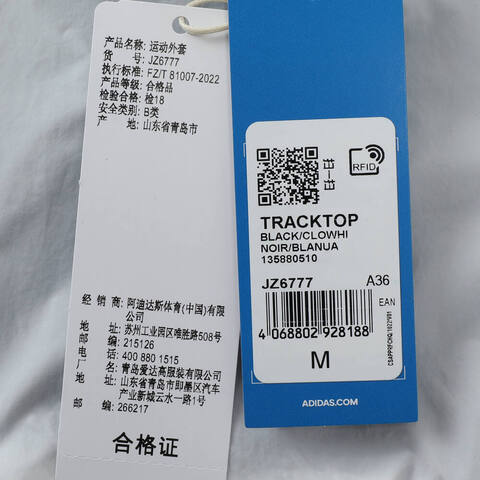 产品名称: 运动外套
货 号: JZ6777
执行标准: FZ/T 81007-2022
产品等级: 合格品
检验合格: 检18
安全类别: B类
产 地: 山东省青岛市
经 销 商: 阿迪达斯体育(中国)有限
公司
地 址: 苏州工业园区唯胜路508号
邮 编: 215126
电 话: 400 880 1515
厂 名: 青岛爱达高服装有限公司
地 址: 山东省青岛市即墨区汽车
产业新城云水一路1号
邮 编: 266217
合格证
RFID
TRACKTOP
BLACK/CLOWHI
NOIR/BLANUA
135880510
JZ6777 A36
EAN
4 068802 928188
M
ADIDAS.COM